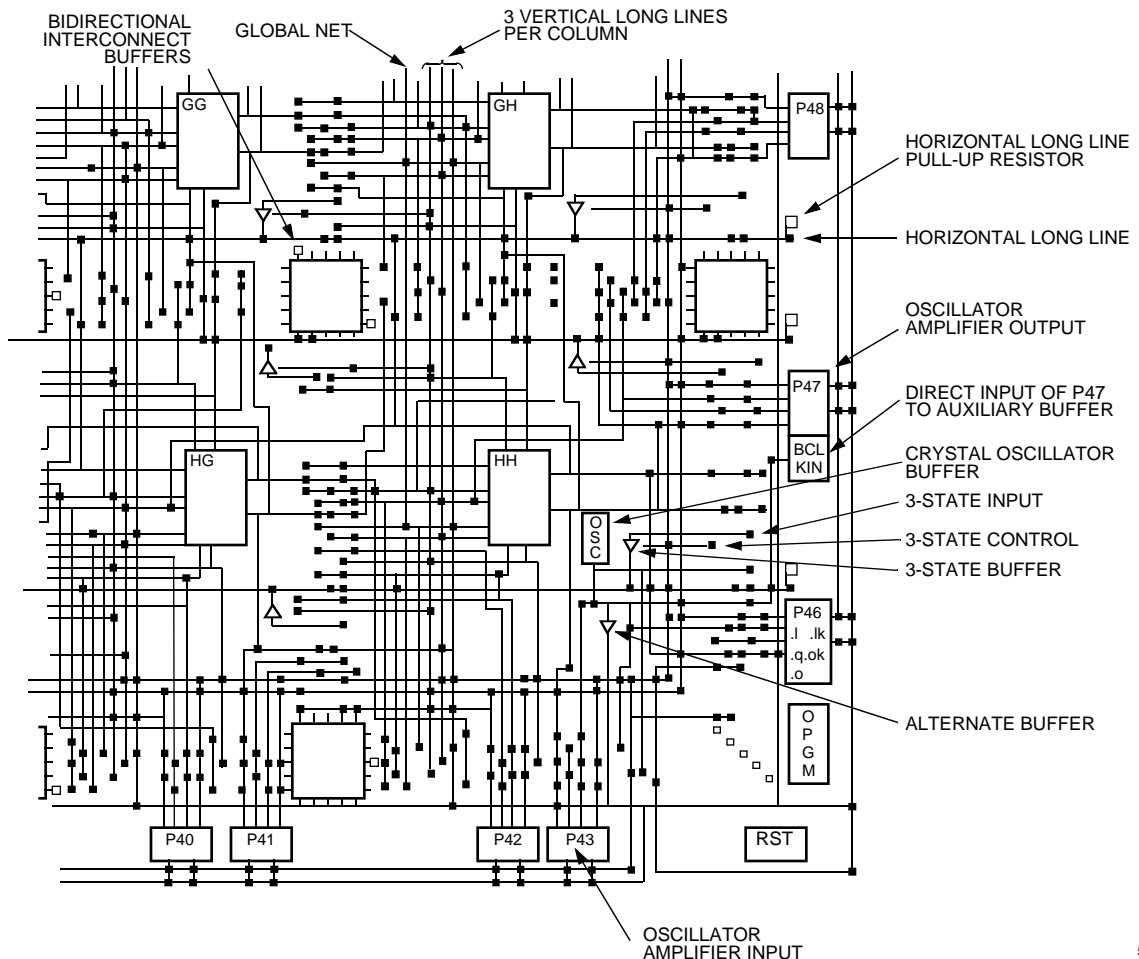 BIDIRECTIONAL
INTERCONNECT
BUFFERS
GLOBAL NET
3 VERTICAL LONG LINES
PER COLUMN
GG
GH
P48
HORIZONTAL LONG LINE
PULL-UP RESISTOR
HORIZONTAL LONG LINE
OSCILLATOR
AMPLIFIER OUTPUT
P47
DIRECT INPUT OF P47
TO AUXILIARY BUFFER
HG
HH
BCL
KIN
CRYSTAL OSCILLATOR
BUFFER
O
S
C
3-STATE INPUT
3-STATE CONTROL
3-STATE BUFFER
P46
.l .lk
.q.ok
.o
ALTERNATE BUFFER
O
P
G
M
P40
P41
P42
P43
RST
OSCILLATOR
AMPLIFIER INPUT